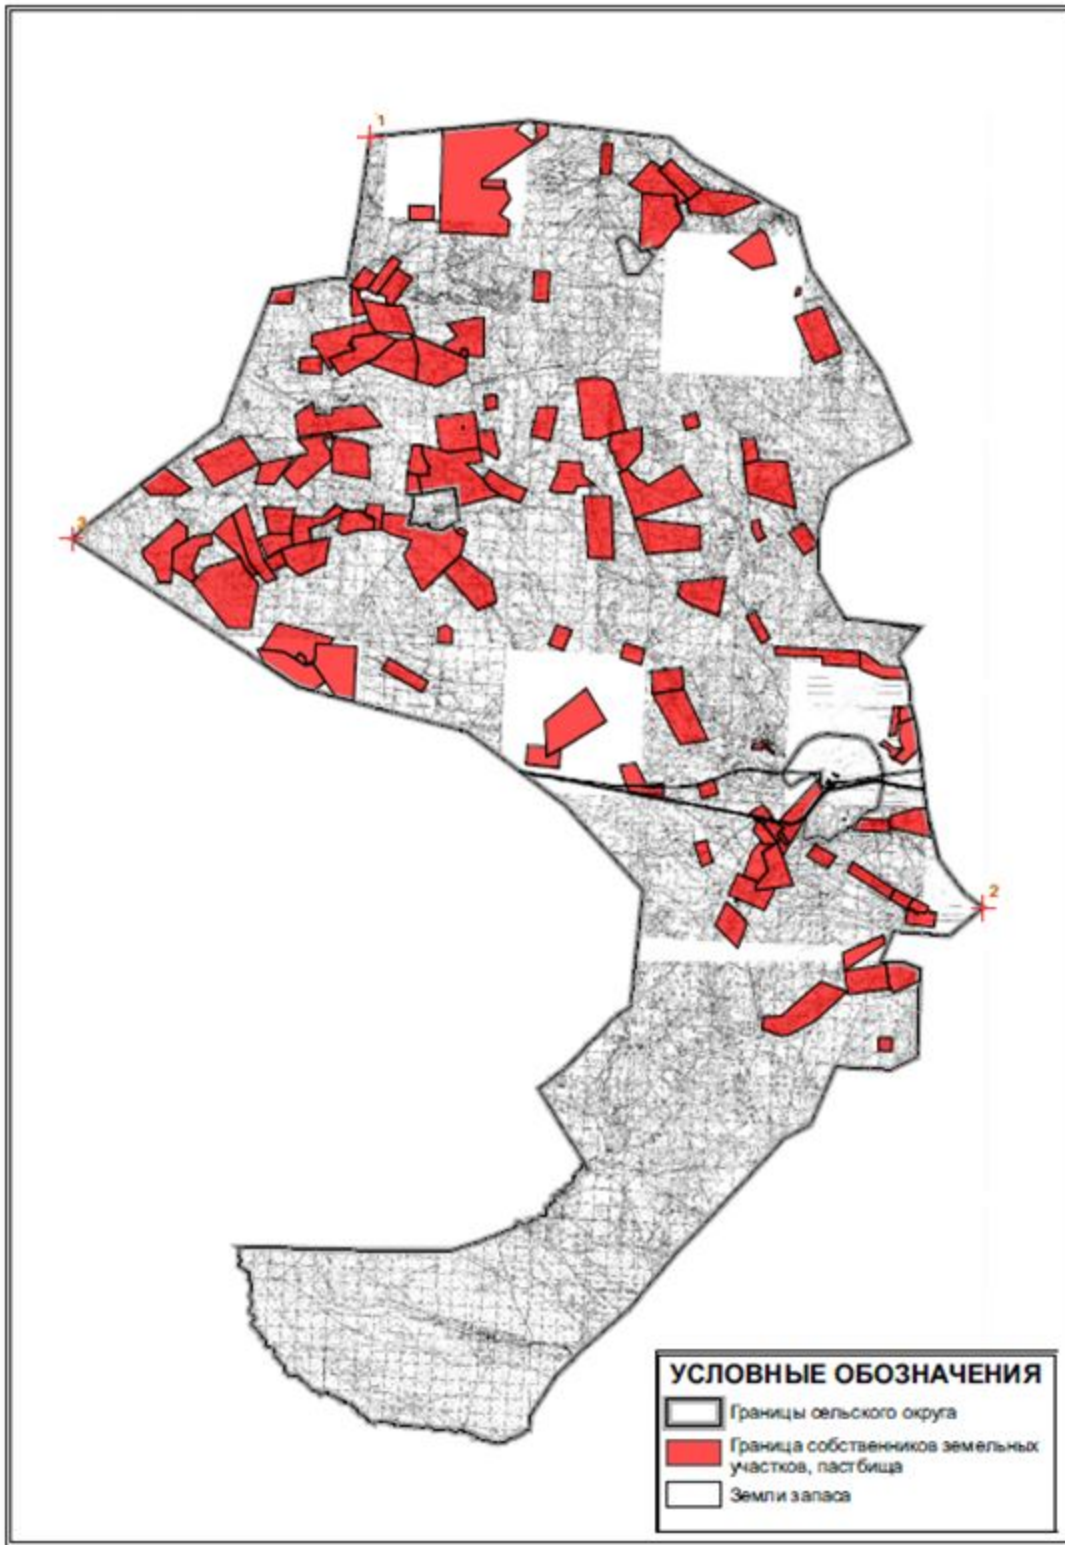 1
3
2
УСЛОВНЫЕ ОБОЗНАЧЕНИЯ
Границы сельского округа
Граница собственников земельных
участков, пастбища
Земли запаса